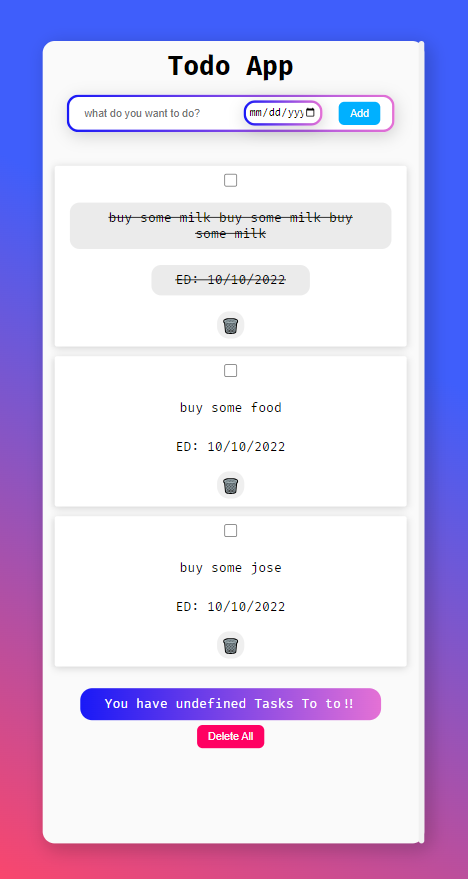 Todo App
what do you want to do?
mm/dd/yyyy
Add
buy some milk buy some milk buy
some milk
ED: 10/10/2022
buy some food
ED: 10/10/2022
buy some jose
ED: 10/10/2022
You have undefined Tasks To to!!
Delete All